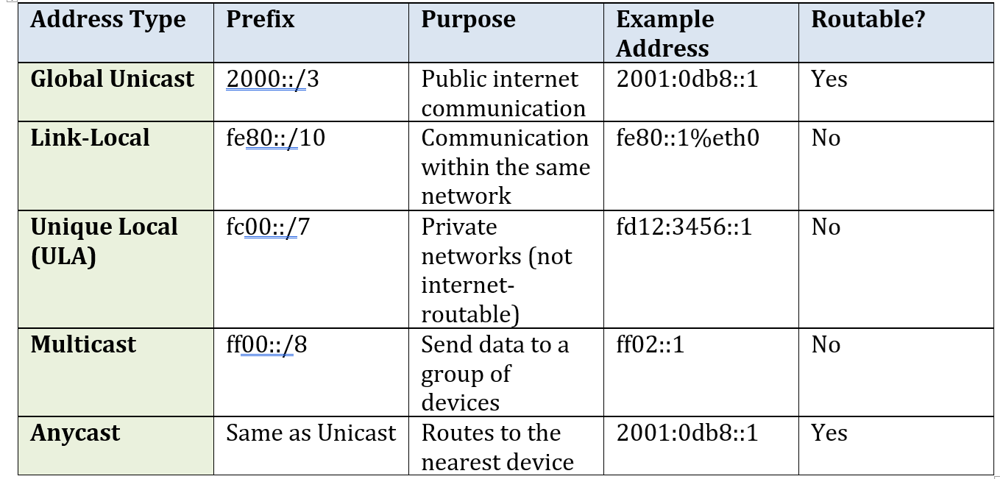 Address Type
Prefix
Purpose
Example
Address
Routable?
Global Unicast
2000::/3
Public internet
communication
2001:0db8::1
Yes
Link-Local
fe80::/10
Communication
within the same
network
fe80::1%eth0
No
Unique Local
(ULA)
fc00::/7
Private
networks (not
internet-
routable)
fd12:3456::1
No
Multicast
ff00::/8
Send data to a
group of
devices
ff02::1
No
Anycast
Same as Unicast
Routes to the
nearest device
2001:0db8::1
Yes